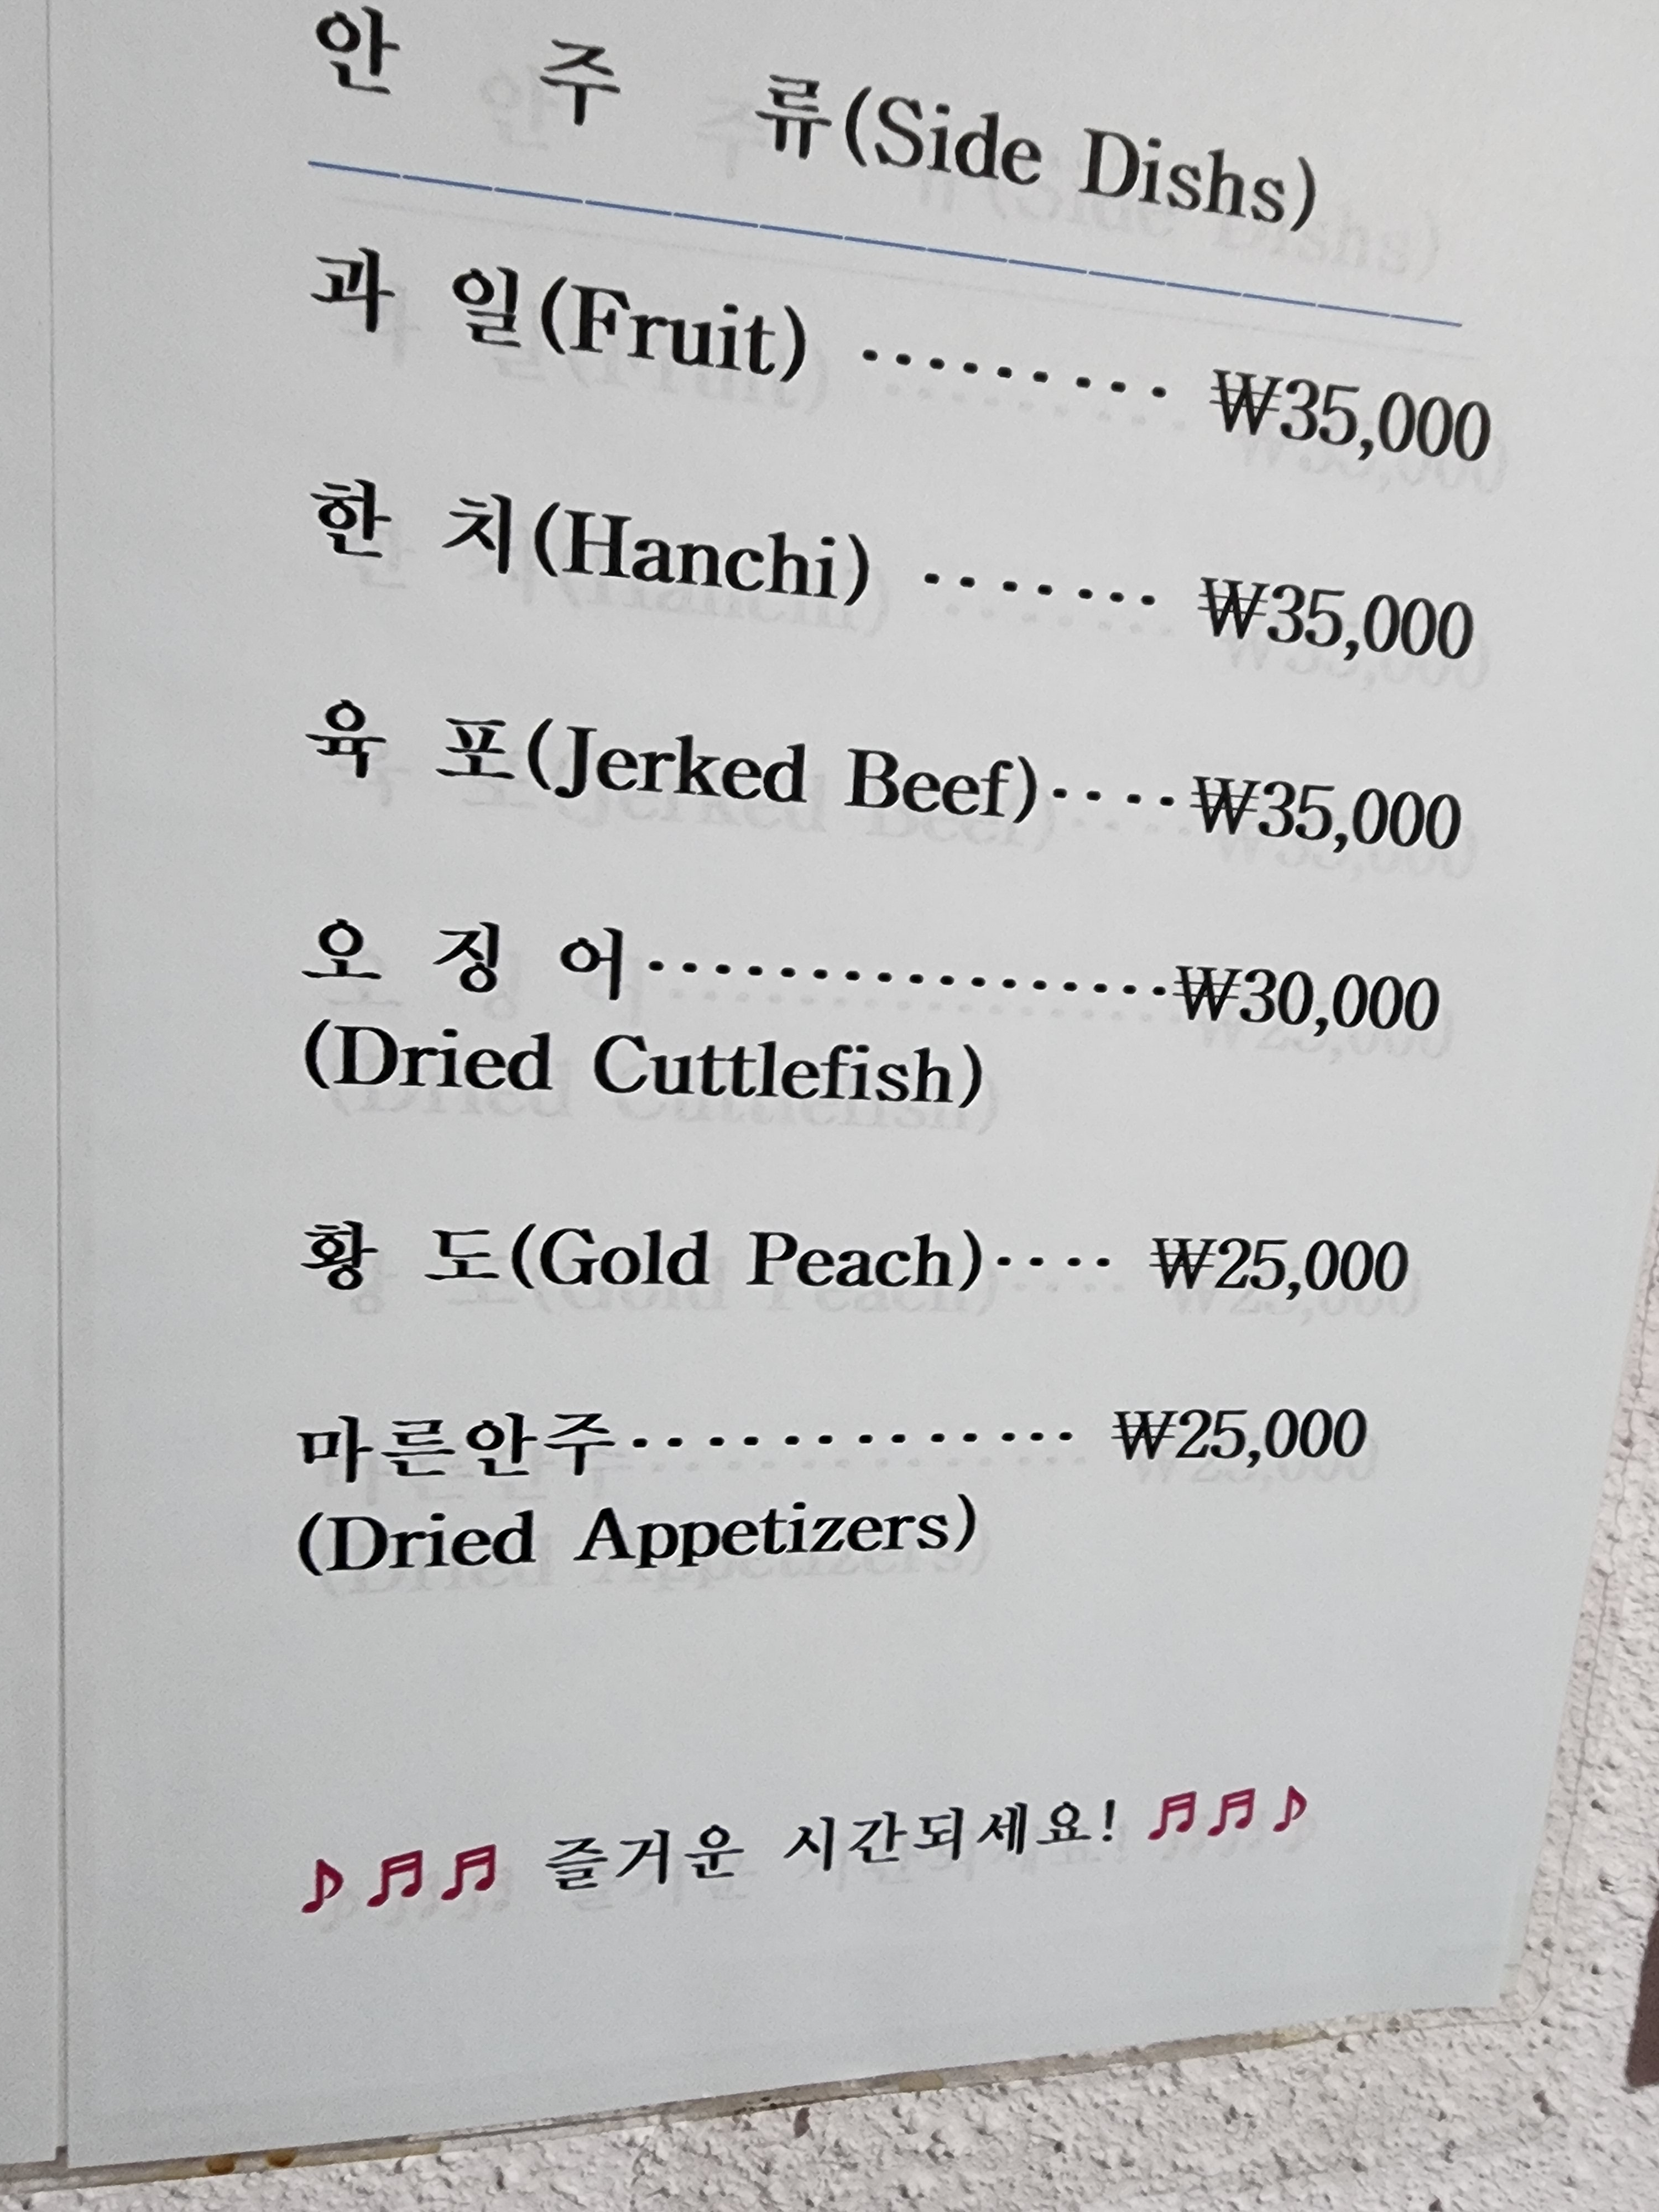 안 주 류(Side Dishs)
과 일(Fruit) ········· ₩35,000
한 치(Hanchi) ······· ₩35,000
육 포(Jerked Beef)····₩35,000
오 징 어················₩30,000
(Dried Cuttlefish)
황 도(Gold Peach)···· ₩25,000
마른안주············· ₩25,000
(Dried Appetizers)
♪♬♬ 즐거운 시간되세요! ♬♬♪